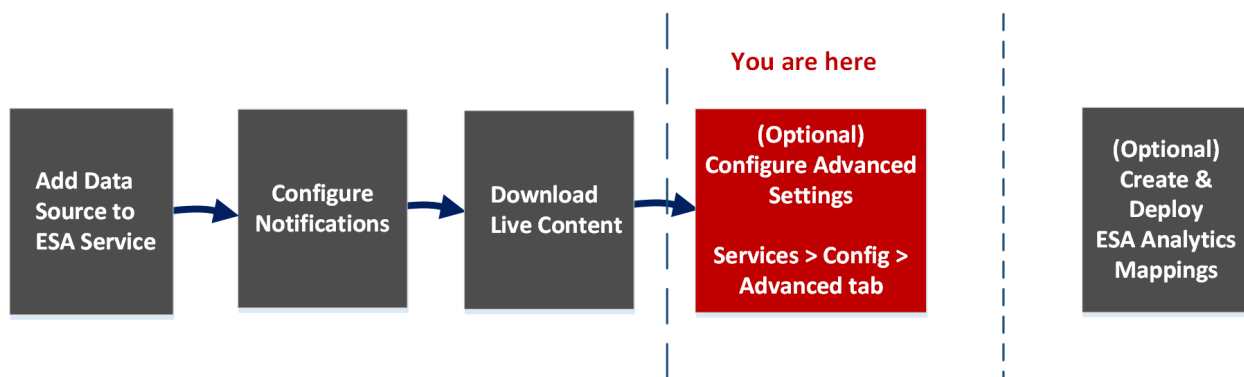 You are here
Add Data
Source to
ESA Service
Configure
Notifications
Download
Live Content
(Optional)
Configure Advanced
Settings
Services > Config >
Advanced tab
(Optional)
Create &
Deploy
ESA Analytics
Mappings